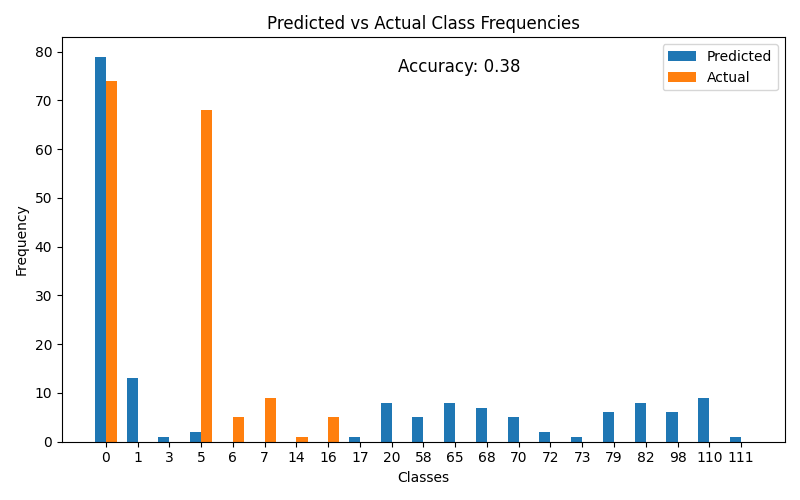 Predicted vs Actual Class Frequencies
Accuracy: 0.38
Predicted
Actual
Frequency
80
70
60
50
40
30
20
10
0
0 1 3 5 6 7 14 16 17 20 58 65 68 70 72 73 79 82 98 110 111
Classes